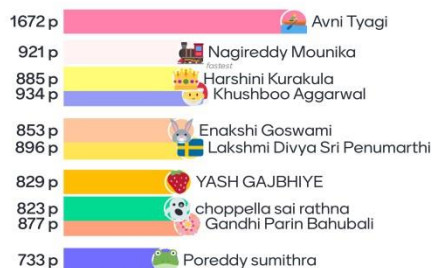 1672 p Avni Tyagi
921 p Nagireddy Mounika
fastest
885 p Harshini Kurakula
934 p Khushboo Aggarwal
853 p Enakshi Goswami
896 p Lakshmi Divya Sri Penumarthi
829 p YASH GAJBHIYE
823 p choppella sai rathna
877 p Gandhi Parin Bahubali
733 p Poreddy sumithra